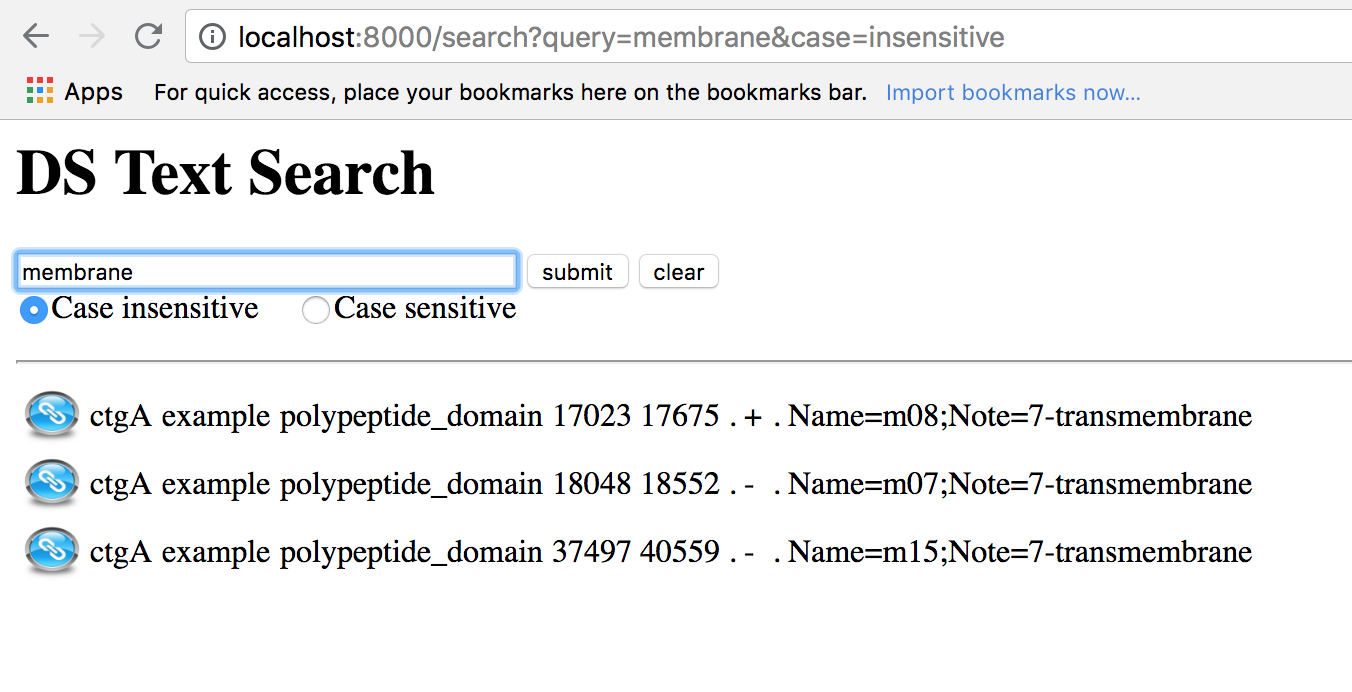 localhost:8000/search?query=membrane&case=insensitive
Apps For quick access, place your bookmarks here on the bookmarks bar. Import bookmarks now...
DS Text Search
membrane submit clear
Case insensitive Case sensitive
ctgA example polypeptide_domain 17023 17675 . + . Name=m08;Note=7-transmembrane
ctgA example polypeptide_domain 18048 18552 . - . Name=m07;Note=7-transmembrane
ctgA example polypeptide_domain 37497 40559 . - . Name=m15;Note=7-transmembrane